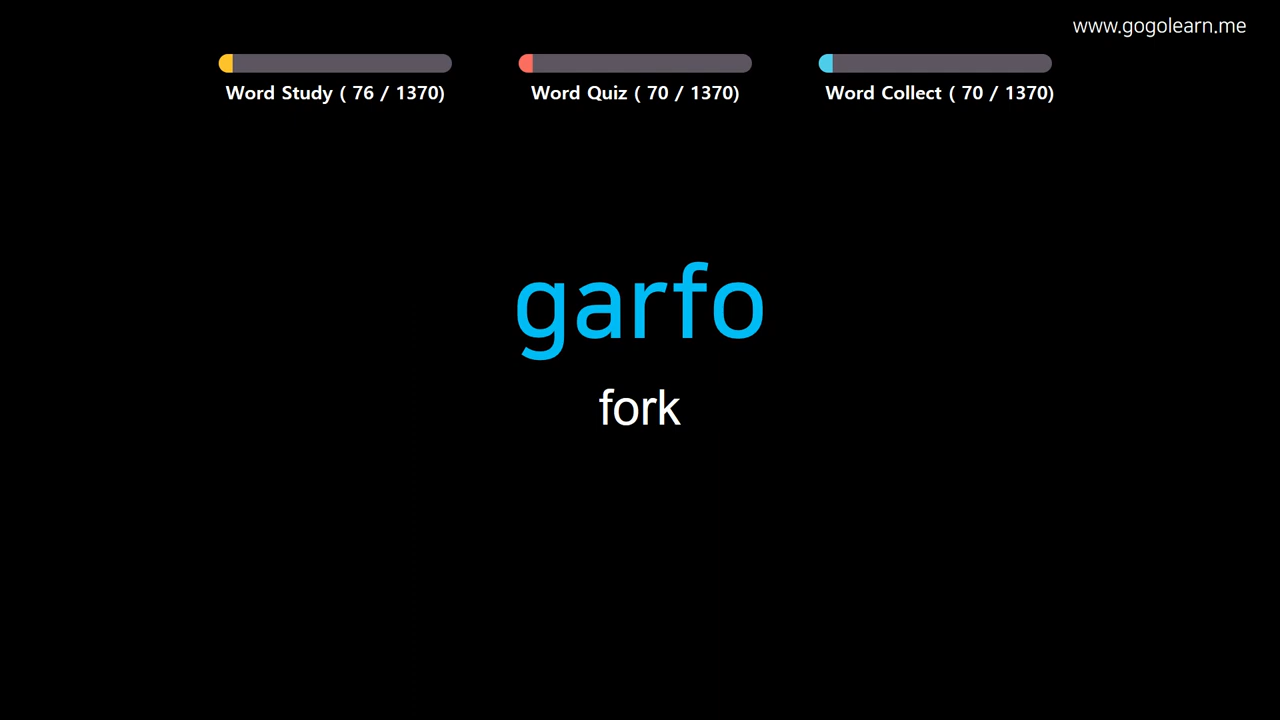 www.gogolearn.me
Word Study ( 76 / 1370)
Word Quiz ( 70 / 1370)
Word Collect ( 70 / 1370)
garfo
fork